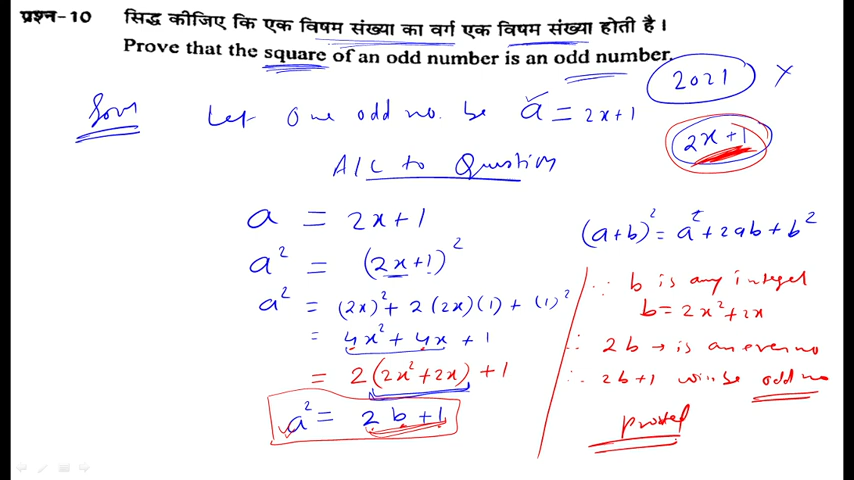 प्रश्न-10 सिद्ध कीजिए कि एक विषम संख्या का वर्ग एक विषम संख्या होती है।
Prove that the square of an odd number is an odd number.
2021 x
Let One odd no. be a = 2x+1
2x+1
A/C to Question
a = 2x+1
a² = (2x+1)²
a² = (2x)² + 2(2x)(1) + (1)²
= 4x² + 4x + 1
= 2(2x² + 2x) + 1
a² = 2b+1
(a+b)² = a² + 2ab + b²
∵ b is any integer
b = 2x² + 2x
∴ 2b → is an even no
∴ 2b+1 will be odd no
proved